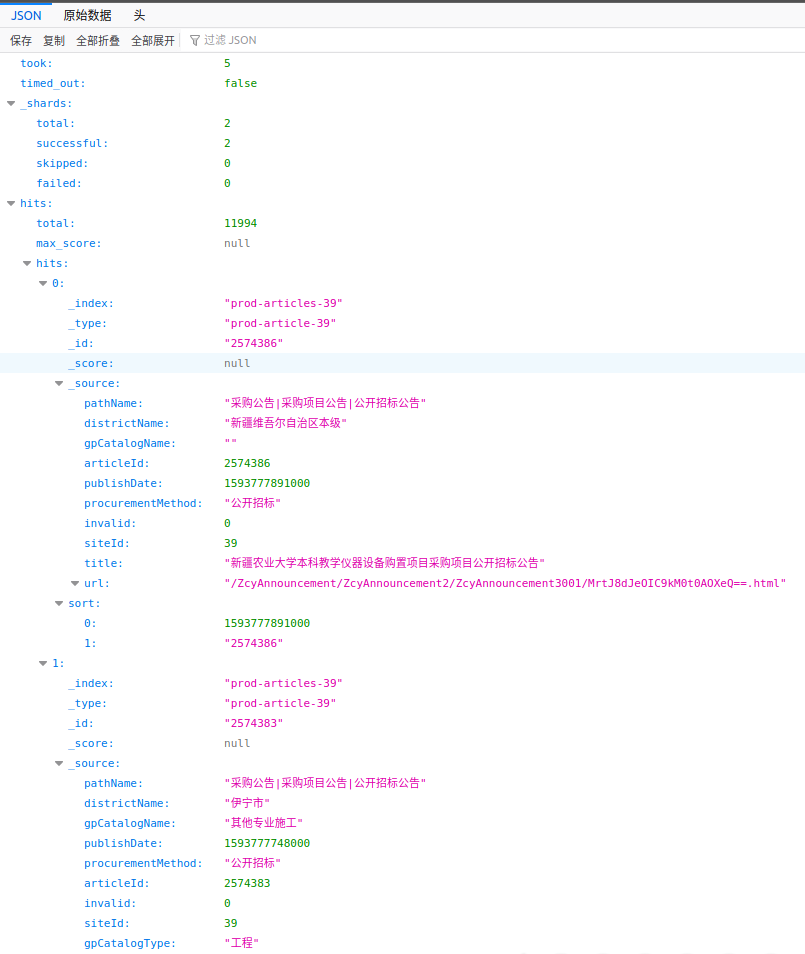 JSON 原始数据 头
保存 复制 全部折叠 全部展开 过滤 JSON
took: 5
timed_out: false
_shards:
total: 2
successful: 2
skipped: 0
failed: 0
hits:
total: 11994
max_score: null
hits:
0:
_index: "prod-articles-39"
_type: "prod-article-39"
_id: "2574386"
_score: null
_source:
pathName: "采购公告|采购项目公告|公开招标公告"
districtName: "新疆维吾尔自治区本级"
gpCatalogName: ""
articleId: 2574386
publishDate: 1593777891000
procurementMethod: "公开招标"
invalid: 0
siteId: 39
title: "新疆农业大学本科教学仪器设备购置项目采购项目公开招标公告"
url: "/ZcyAnnouncement/ZcyAnnouncement2/ZcyAnnouncement3001/MrtJ8dJeOIC9kM0t0AOXeQ==.html"
sort:
0: 1593777891000
1: "2574386"
1:
_index: "prod-articles-39"
_type: "prod-article-39"
_id: "2574383"
_score: null
_source:
pathName: "采购公告|采购项目公告|公开招标公告"
districtName: "伊宁市"
gpCatalogName: "其他专业施工"
publishDate: 1593777748000
procurementMethod: "公开招标"
articleId: 2574383
invalid: 0
siteId: 39
gpCatalogType: "工程"